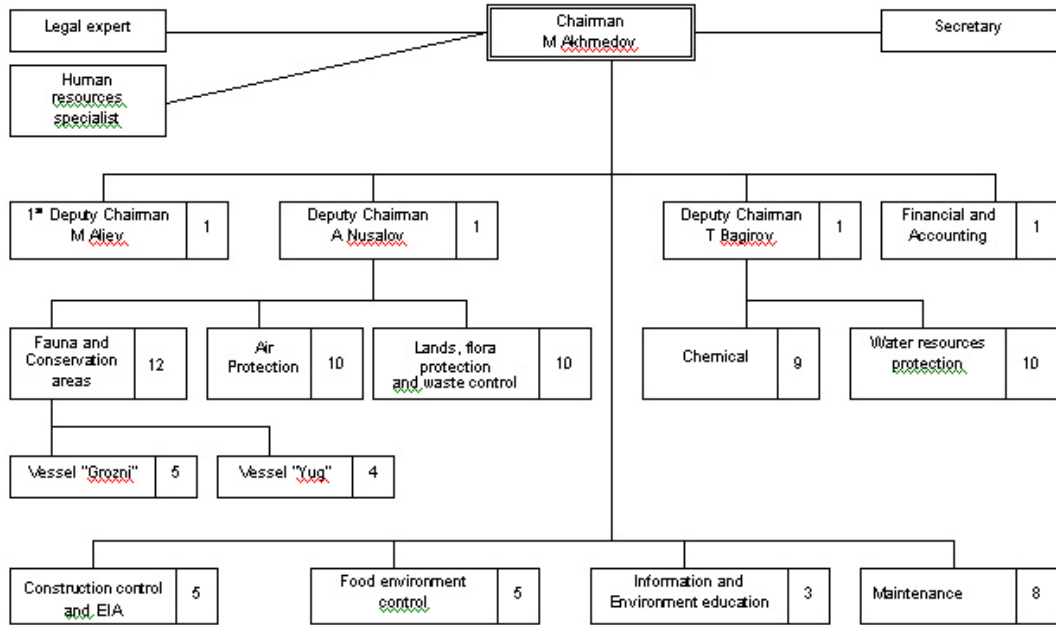 Legal expert
Chairman
M Akhmedov
Secretary
Human
resources
specialist
1st Deputy Chairman
M Aliev
1
Deputy Chairman
A Nusalov
1
Deputy Chairman
T Bagirov
1
Financial and
Accounting
1
Fauna and
Conservation
areas
12
Air
Protection
10
Lands, flora
protection
and waste control
10
Chemical
9
Water resources
protection
10
Vessel "Grozni"
5
Vessel "Yug"
4
Construction control
and EIA
5
Food environment
control
5
Information and
Environment education
3
Maintenance
8